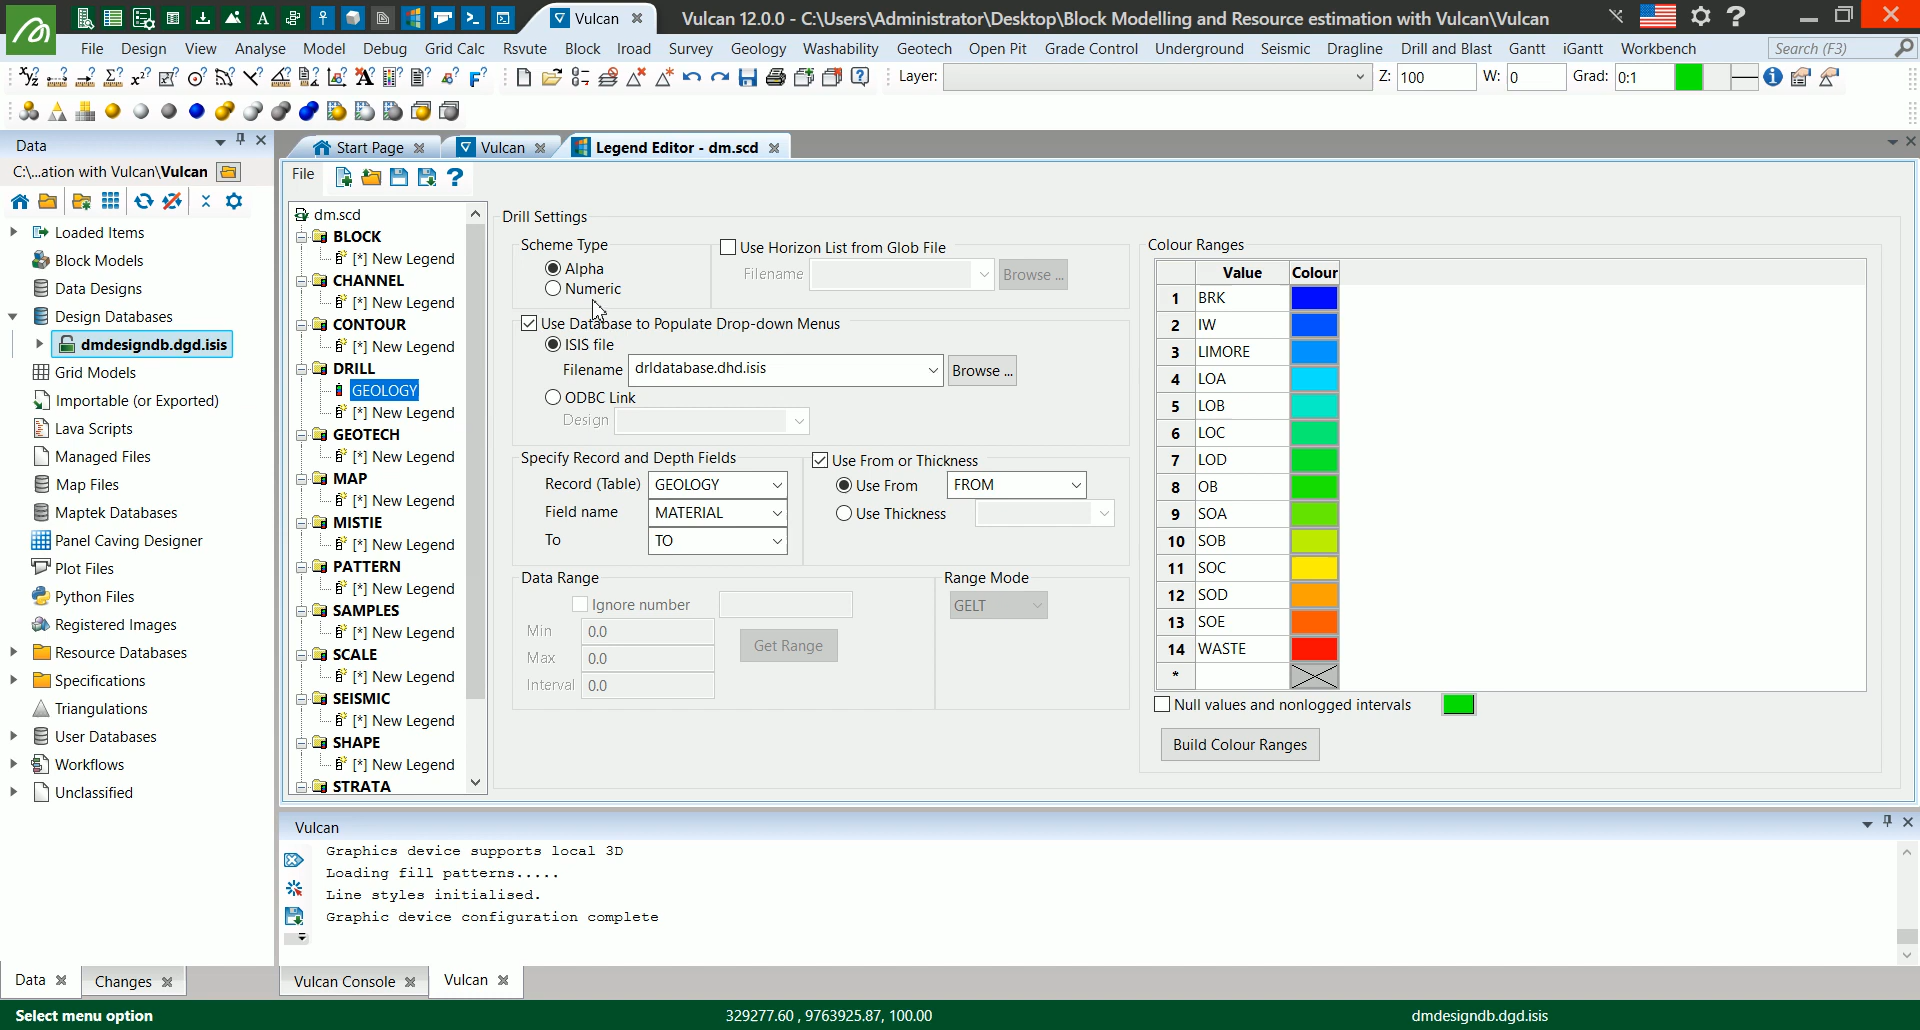 Vulcan
Vulcan 12.0.0 - C:\Users\Administrator\Desktop\Block Modelling and Resource estimation with Vulcan\Vulcan
File Design View Analyse Model Debug Grid Calc Rsvute Block Iroad Survey Geology Washability Geotech Open Pit Grade Control Underground Seismic Dragline Drill and Blast Gantt iGantt Workbench Search (F3)
Layer: Z: 100 W: 0 Grad: 0:1
Data
C:\...ation with Vulcan\Vulcan
Loaded Items
Block Models
Data Designs
Design Databases
dmdesigndb.dgd.isis
Grid Models
Importable (or Exported)
Lava Scripts
Managed Files
Map Files
Maptek Databases
Panel Caving Designer
Plot Files
Python Files
Registered Images
Resource Databases
Specifications
Triangulations
User Databases
Workflows
Unclassified
Data Changes
Start Page Vulcan Legend Editor - dm.scd
File
dm.scd
BLOCK
[*] New Legend
CHANNEL
[*] New Legend
CONTOUR
[*] New Legend
DRILL
GEOLOGY
[*] New Legend
GEOTECH
[*] New Legend
MAP
[*] New Legend
MISTIE
[*] New Legend
PATTERN
[*] New Legend
SAMPLES
[*] New Legend
SCALE
[*] New Legend
SEISMIC
[*] New Legend
SHAPE
[*] New Legend
STRATA
Drill Settings
Scheme Type
Alpha
Numeric
Use Horizon List from Glob File
Filename Browse ...
Use Database to Populate Drop-down Menus
ISIS file
Filename drldatabase.dhd.isis Browse ...
ODBC Link
Design
Specify Record and Depth Fields
Record (Table) GEOLOGY
Field name MATERIAL
To TO
Use From or Thickness
Use From FROM
Use Thickness
Data Range
Ignore number
Min 0.0
Max 0.0
Interval 0.0
Get Range
Range Mode
GELT
Colour Ranges
Value Colour
1 BRK
2 IW
3 LIMORE
4 LOA
5 LOB
6 LOC
7 LOD
8 OB
9 SOA
10 SOB
11 SOC
12 SOD
13 SOE
14 WASTE
*
Null values and nonlogged intervals
Build Colour Ranges
Vulcan
Graphics device supports local 3D
Loading fill patterns.....
Line styles initialised.
Graphic device configuration complete
Vulcan Console Vulcan
Select menu option 329277.60 , 9763925.87, 100.00 dmdesigndb.dgd.isis